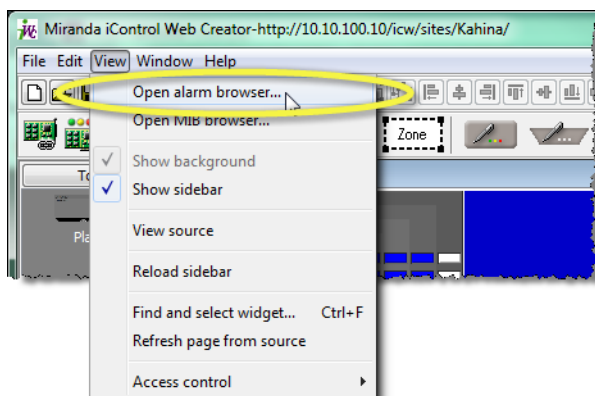 Miranda iControl Web Creator-http://10.10.100.10/icw/sites/Kahina/
File Edit View Window Help
Open alarm browser...
Open MIB browser...
Zone
Show background
Show sidebar
View source
Reload sidebar
Find and select widget... Ctrl+F
Refresh page from source
Access control